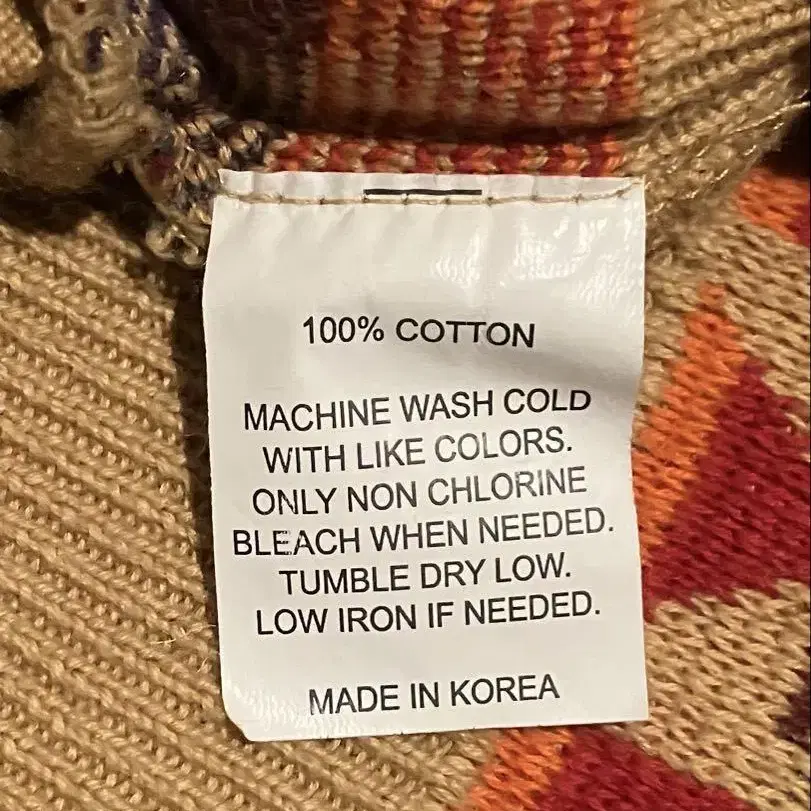 100% COTTON
MACHINE WASH COLD
WITH LIKE COLORS.
ONLY NON CHLORINE
BLEACH WHEN NEEDED.
TUMBLE DRY LOW.
LOW IRON IF NEEDED.
MADE IN KOREA